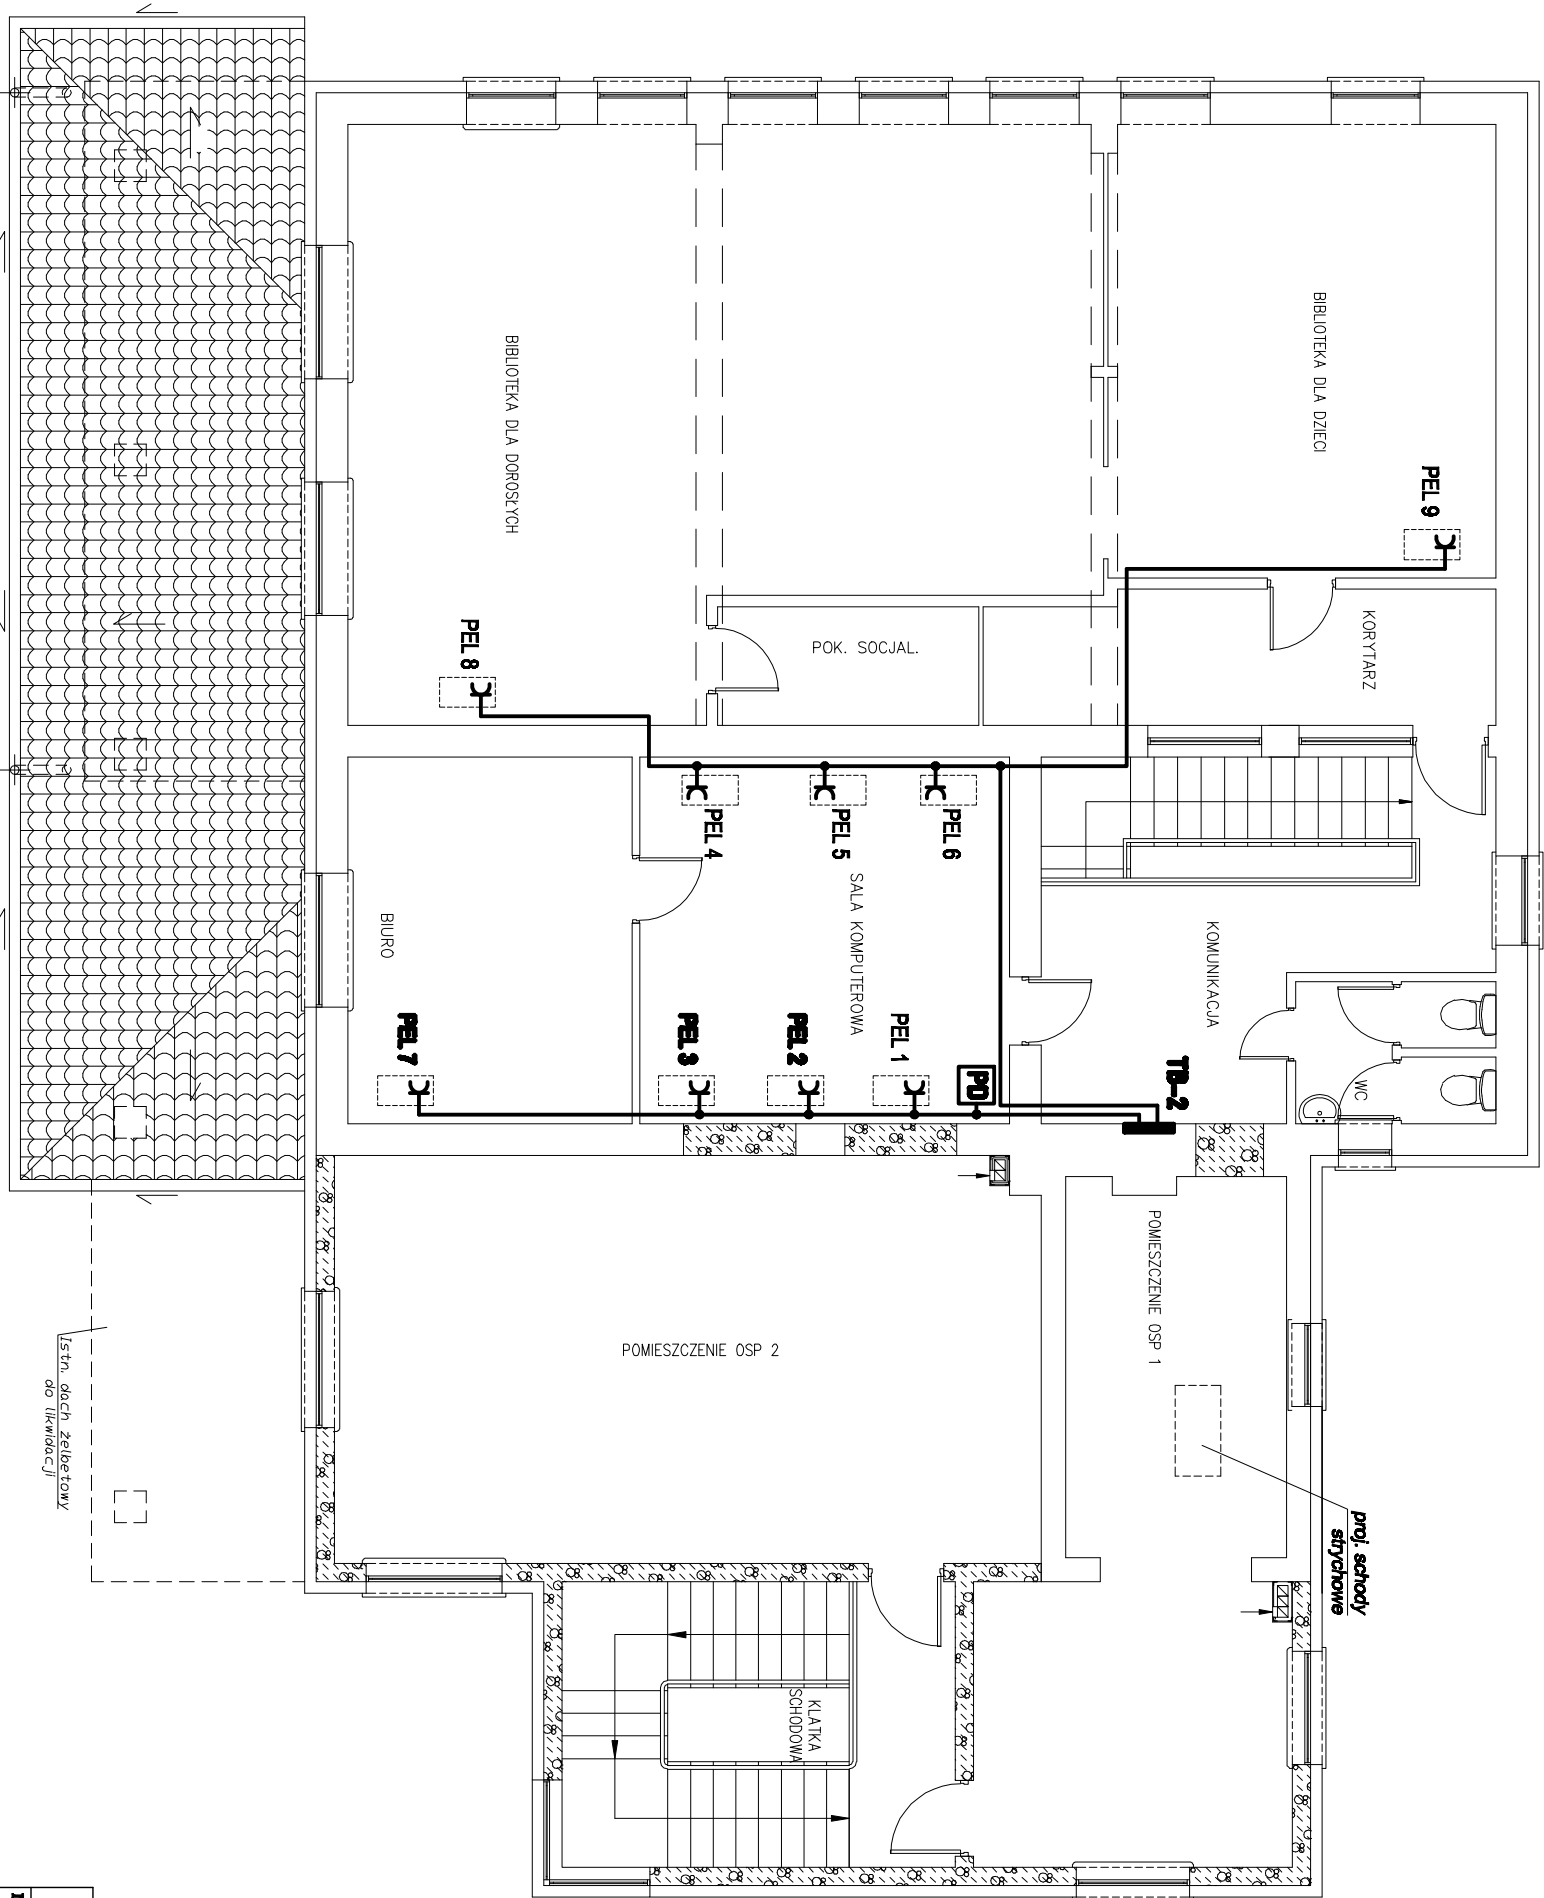 BIBLIOTEKA DLA DZIECI
PEL 9
KORYTARZ
BIBLIOTEKA DLA DOROSŁYCH
POK. SOCJAL.
PEL 8
PEL 4
PEL 5
PEL 6
SALA KOMPUTEROWA
BIURO
KOMUNIKACJA
WC
PEL 7
PEL 3
PEL 2
PEL 1
PD
TB-2
POMIESZCZENIE OSP 1
POMIESZCZENIE OSP 2
proj. schody
strychowe
Istn. dach żelbetowy
do likwidacji
KLATKA
SCHODOWA